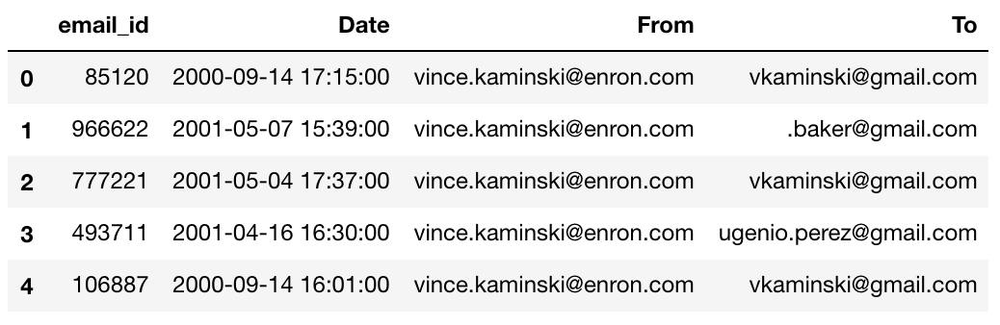 email_id Date From To
0 85120 2000-09-14 17:15:00 vince.kaminski@enron.com vkaminski@gmail.com
1 966622 2001-05-07 15:39:00 vince.kaminski@enron.com .baker@gmail.com
2 777221 2001-05-04 17:37:00 vince.kaminski@enron.com vkaminski@gmail.com
3 493711 2001-04-16 16:30:00 vince.kaminski@enron.com ugenio.perez@gmail.com
4 106887 2000-09-14 16:01:00 vince.kaminski@enron.com vkaminski@gmail.com